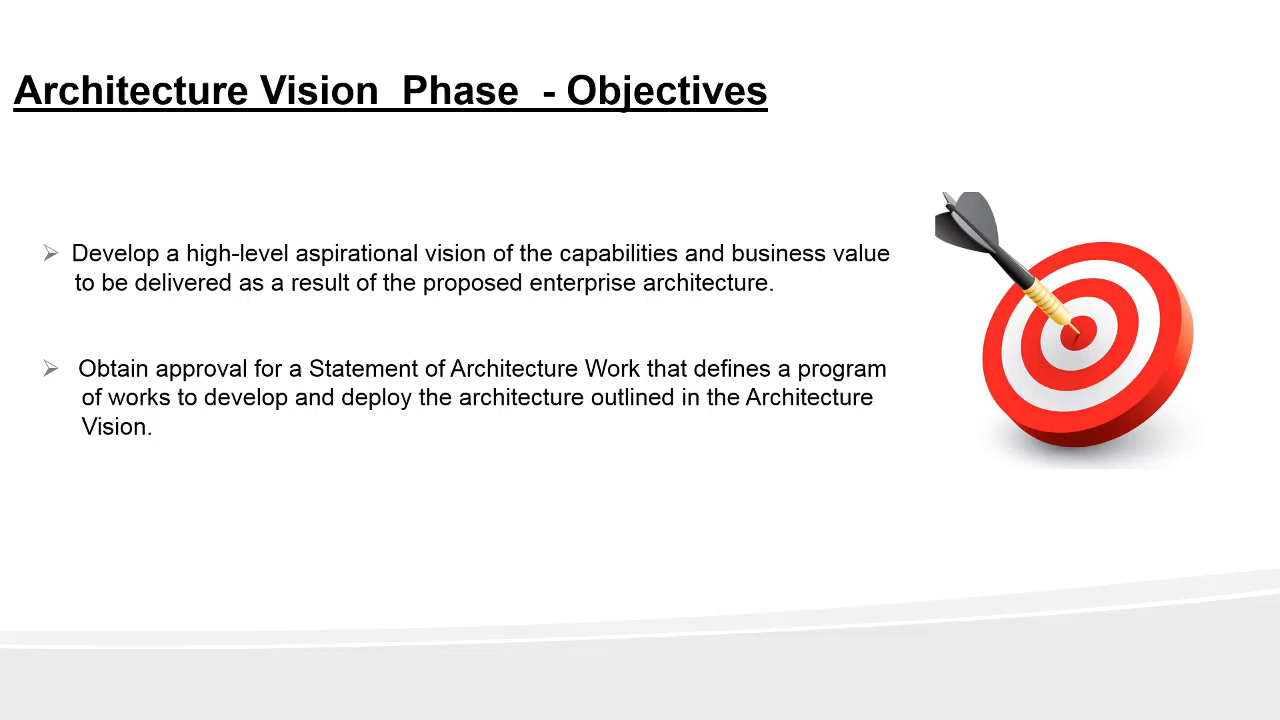 Architecture Vision  Phase  - Objectives
Develop a high-level aspirational vision of the capabilities and business value
to be delivered as a result of the proposed enterprise architecture.
Obtain approval for a Statement of Architecture Work that defines a program
of works to develop and deploy the architecture outlined in the Architecture
Vision.